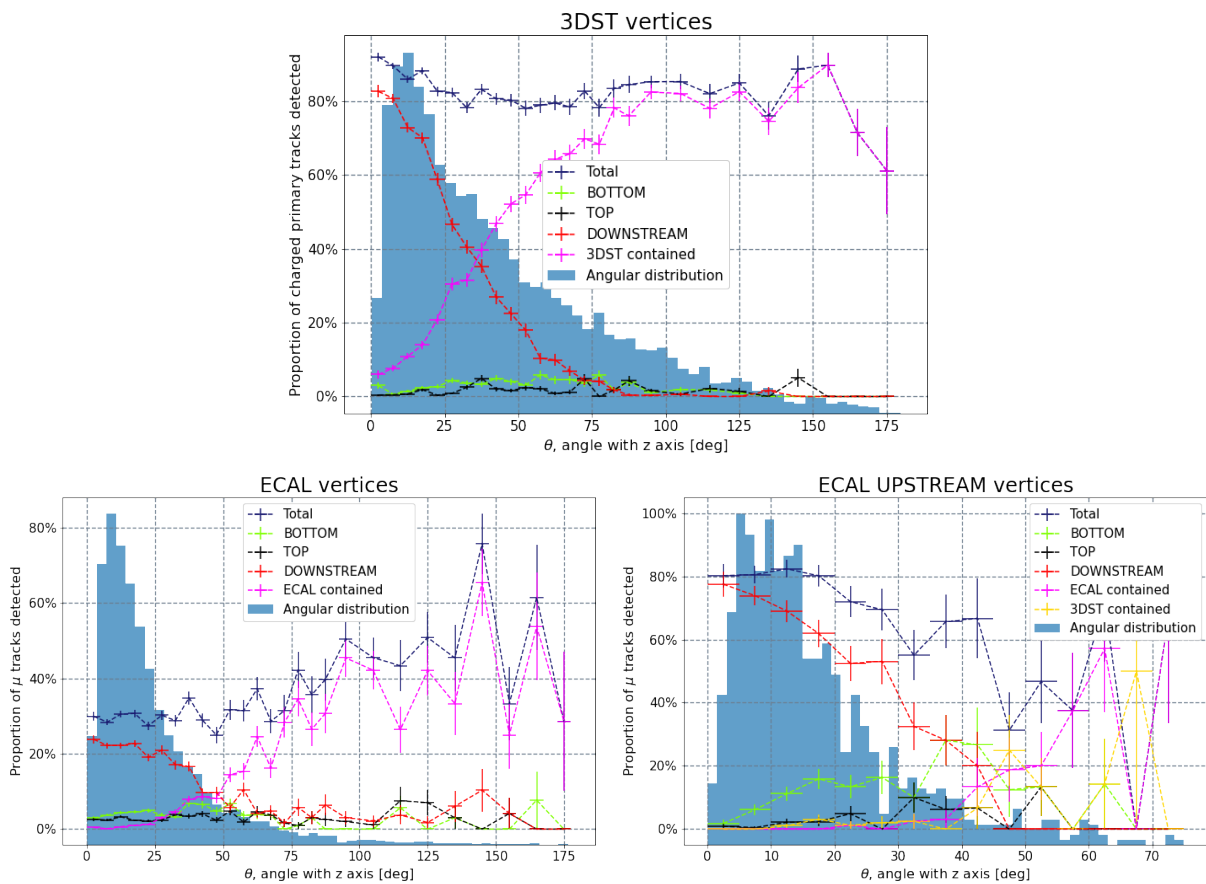 3DST vertices
Proportion of charged primary tracks detected
80%
60%
40%
20%
0%
Total
BOTTOM
TOP
DOWNSTREAM
3DST contained
Angular distribution
0 25 50 75 100 125 150 175
θ, angle with z axis [deg]
ECAL vertices
Proportion of μ tracks detected
80%
60%
40%
20%
0%
Total
BOTTOM
TOP
DOWNSTREAM
ECAL contained
Angular distribution
0 25 50 75 100 125 150 175
θ, angle with z axis [deg]
ECAL UPSTREAM vertices
Proportion of μ tracks detected
100%
80%
60%
40%
20%
0%
Total
BOTTOM
TOP
DOWNSTREAM
ECAL contained
3DST contained
Angular distribution
0 10 20 30 40 50 60 70
θ, angle with z axis [deg]